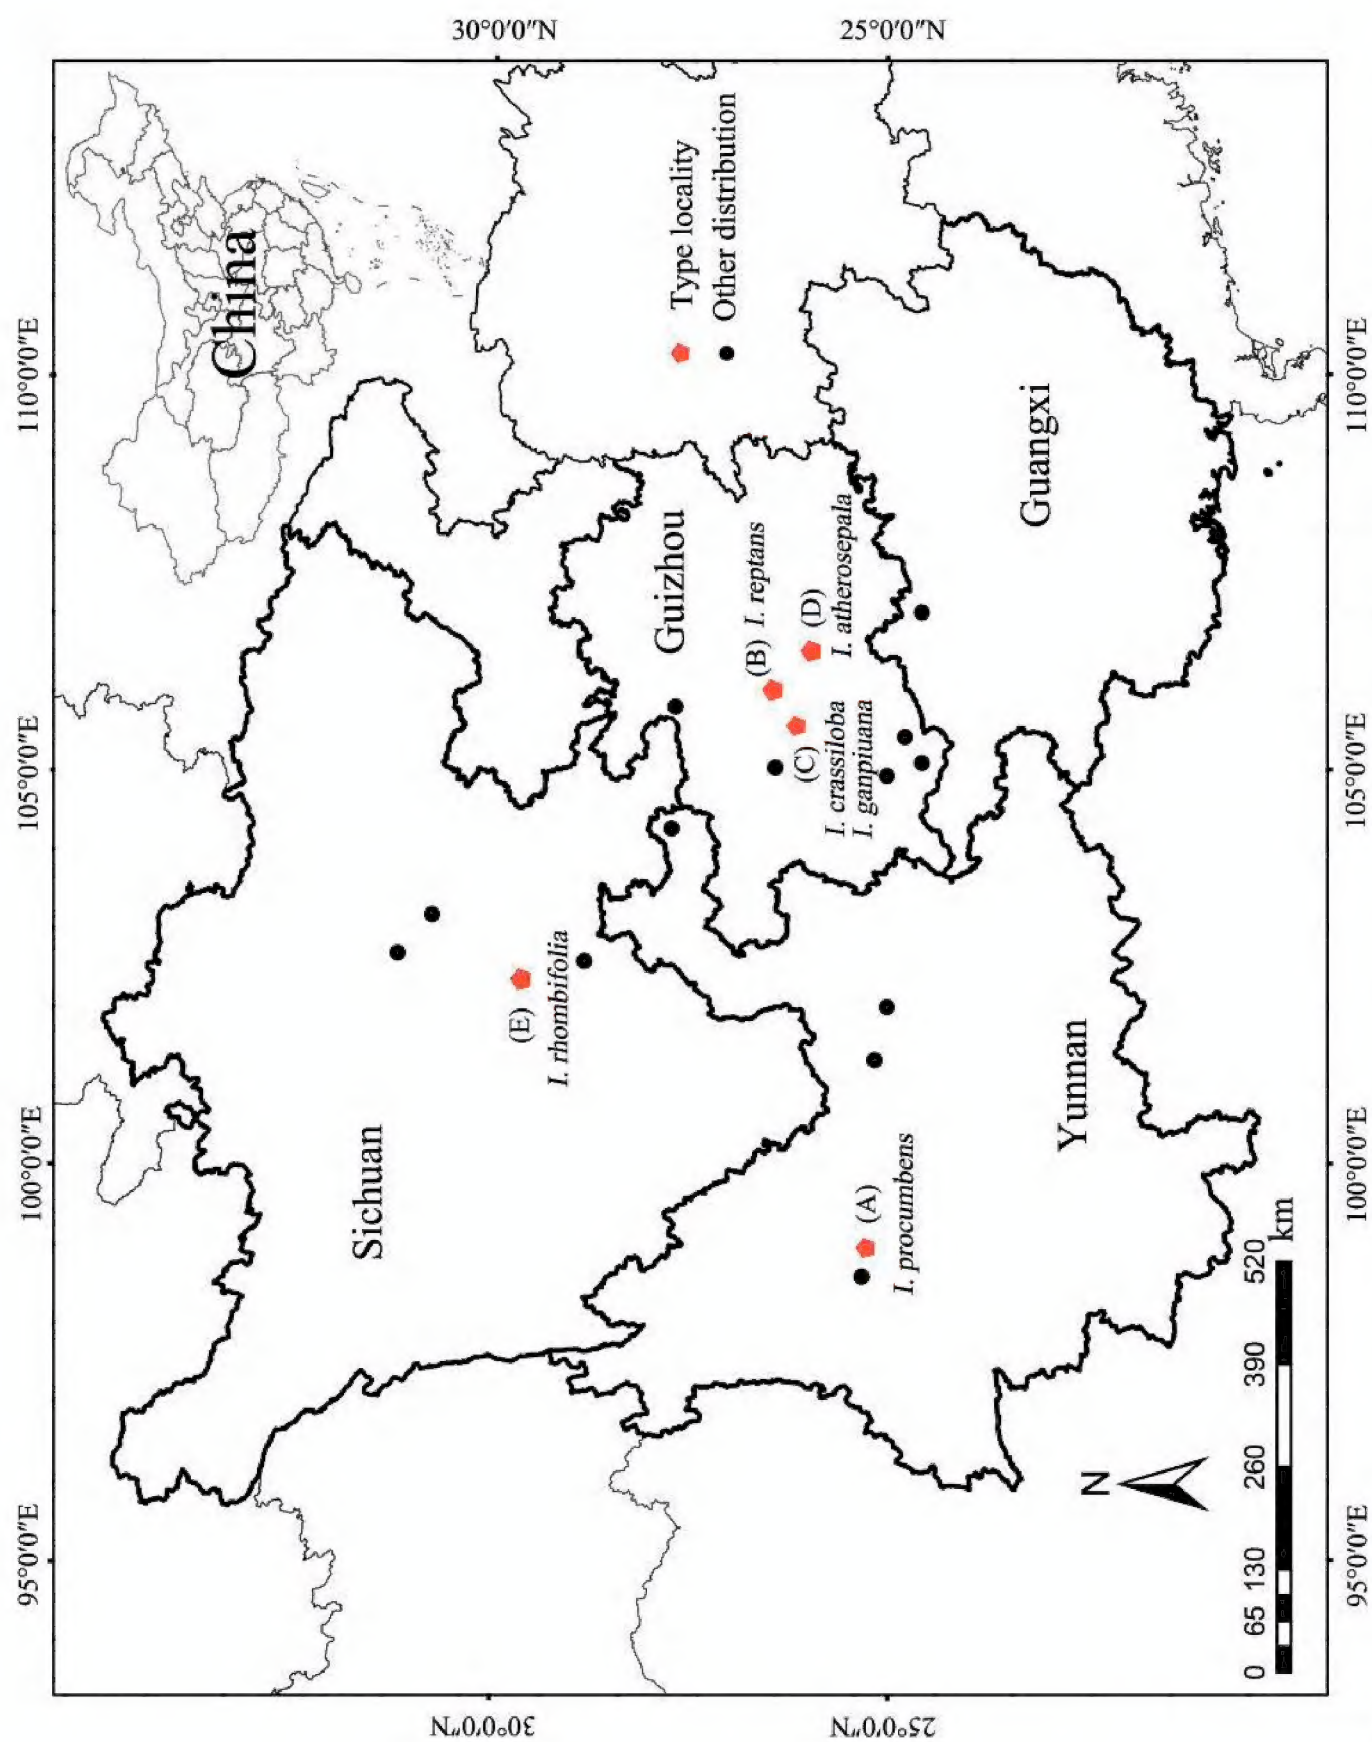 95°0′0″E
100°0′0″E
105°0′0″E
110°0′0″E
China
30°0′0″N
30°0′0″N
Sichuan
(E)
I. rhombifolia
Type locality
Other distribution
Guizhou
(B) I. reptans
(C)
I. crassiloba
I. ganpiuana
(D)
I. atherosepala
25°0′0″N
25°0′0″N
(A)
I. procumbens
Yunnan
Guangxi
N
0 65 130 260 390 520
km
95°0′0″E
100°0′0″E
105°0′0″E
110°0′0″E